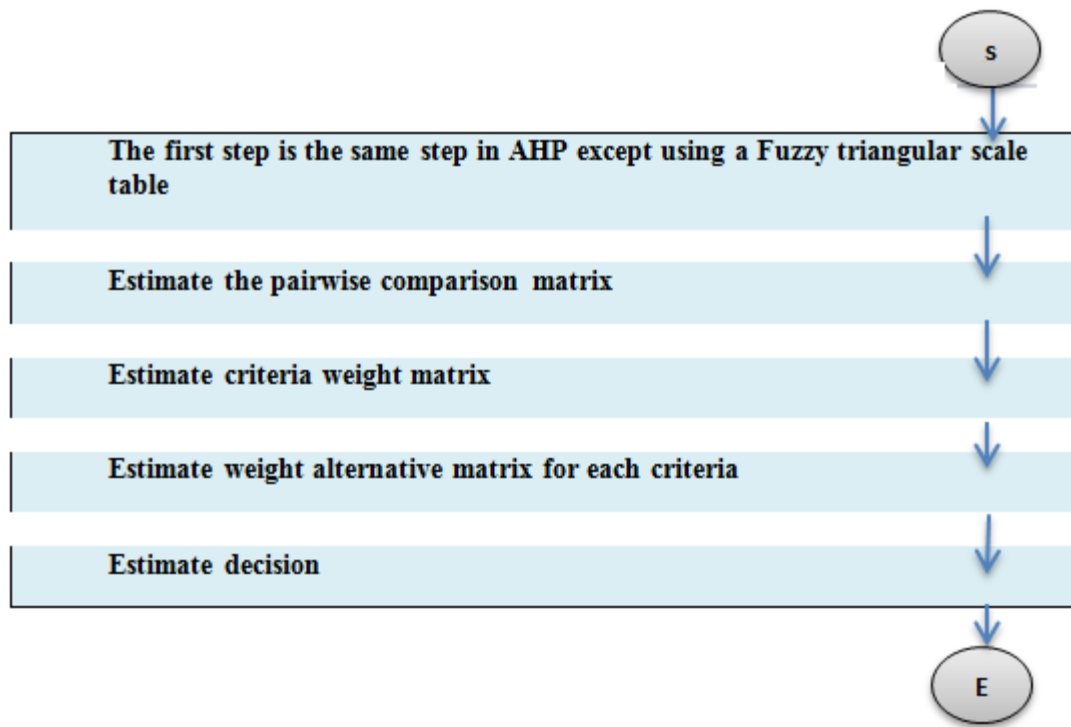 s
The first step is the same step in AHP except using a Fuzzy triangular scale
table
Estimate the pairwise comparison matrix
Estimate criteria weight matrix
Estimate weight alternative matrix for each criteria
Estimate decision
E